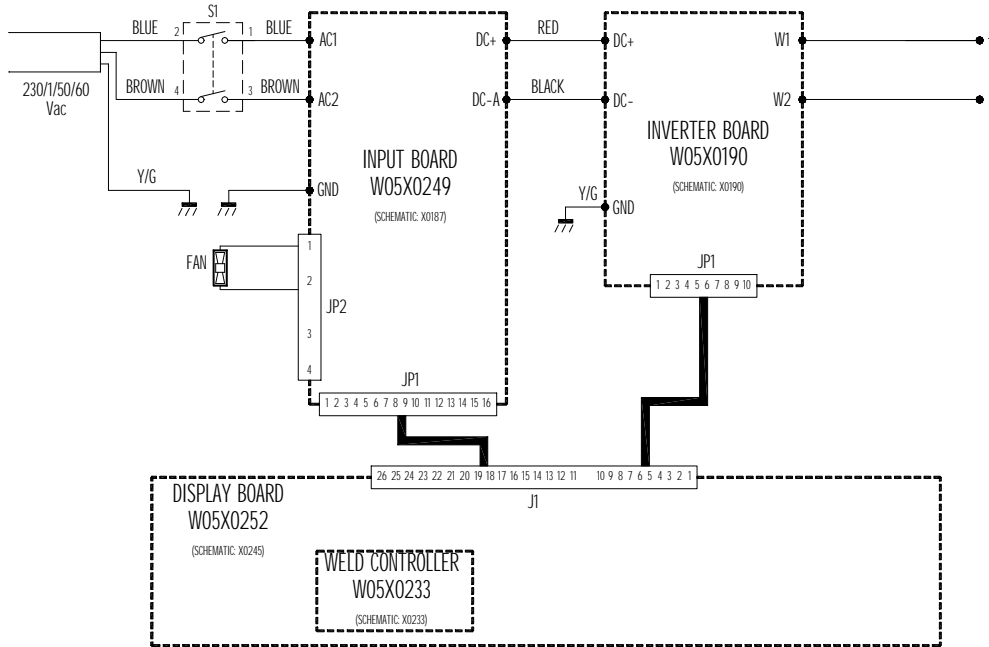 S1
BLUE 2 1 BLUE
AC1
DC+
RED
DC+
W1
BROWN 4 3 BROWN
AC2
DC-A
BLACK
DC-
W2
230/1/50/60
Vac
INPUT BOARD
W05X0249
(SCHEMATIC: X0187)
INVERTER BOARD
W05X0190
(SCHEMATIC: X0190)
Y/G
GND
Y/G
GND
FAN
1
2
3
4
JP2
JP1
1 2 3 4 5 6 7 8 9 10
JP1
1 2 3 4 5 6 7 8 9 10 11 12 13 14 15 16
26 25 24 23 22 21 20 19 18 17 16 15 14 13 12 11 10 9 8 7 6 5 4 3 2 1
J1
DISPLAY BOARD
W05X0252
(SCHEMATIC: X0245)
WELD CONTROLLER
W05X0233
(SCHEMATIC: X0233)